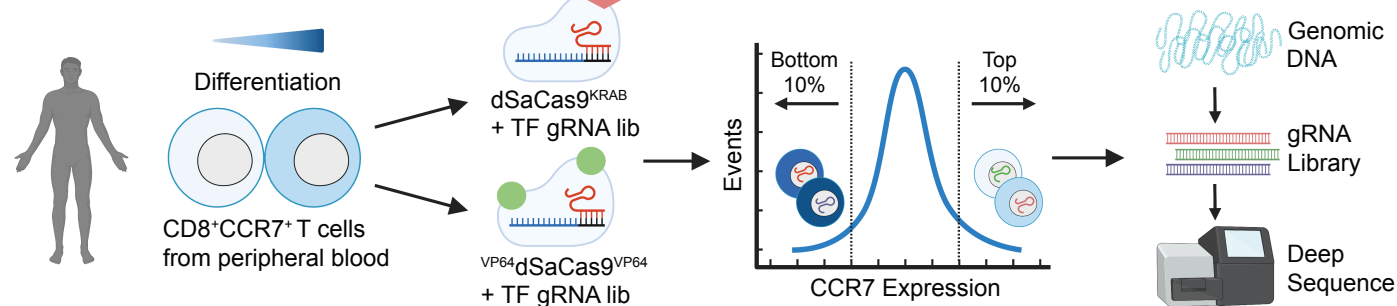 Differentiation
CD8⁺CCR7⁺ T cells
from peripheral blood
dSaCas9ᴷᴿᴬᴮ
+ TF gRNA lib
ⱽᴾ⁶⁴dSaCas9ⱽᴾ⁶⁴
+ TF gRNA lib
Events
Bottom
10%
Top
10%
CCR7 Expression
Genomic
DNA
gRNA
Library
Deep
Sequence